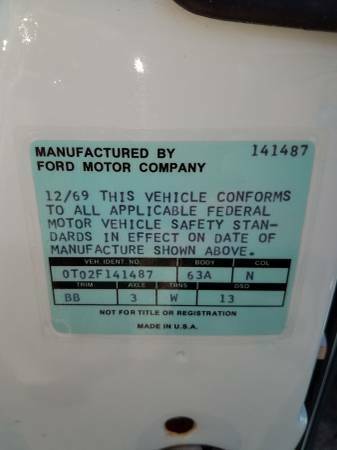 MANUFACTURED BY 141487
FORD MOTOR COMPANY
12/69 THIS VEHICLE CONFORMS
TO ALL APPLICABLE FEDERAL
MOTOR VEHICLE SAFETY STAN-
DARDS IN EFFECT ON DATE OF
MANUFACTURE SHOWN ABOVE.
VEH. IDENT. NO. BODY COL
0T02F141487 63A N
TRIM AXLE TRNS DSO
BB 3 W 13
NOT FOR TITLE OR REGISTRATION
MADE IN U.S.A.